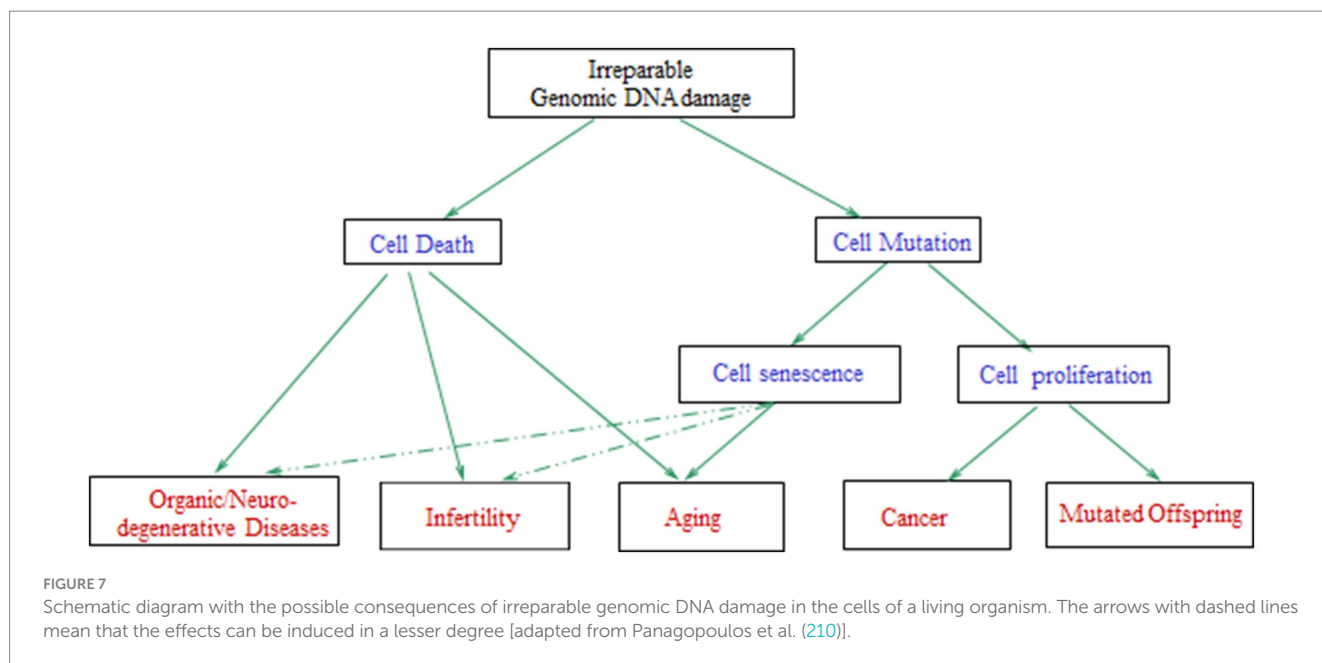 Irreparable
Genomic DNA damage
Cell Death
Cell Mutation
Cell senescence
Cell proliferation
Organic/Neuro-
degenerative Diseases
Infertility
Aging
Cancer
Mutated Offspring
FIGURE 7
Schematic diagram with the possible consequences of irreparable genomic DNA damage in the cells of a living organism. The arrows with dashed lines
mean that the effects can be induced in a lesser degree [adapted from Panagopoulos et al. (210)].